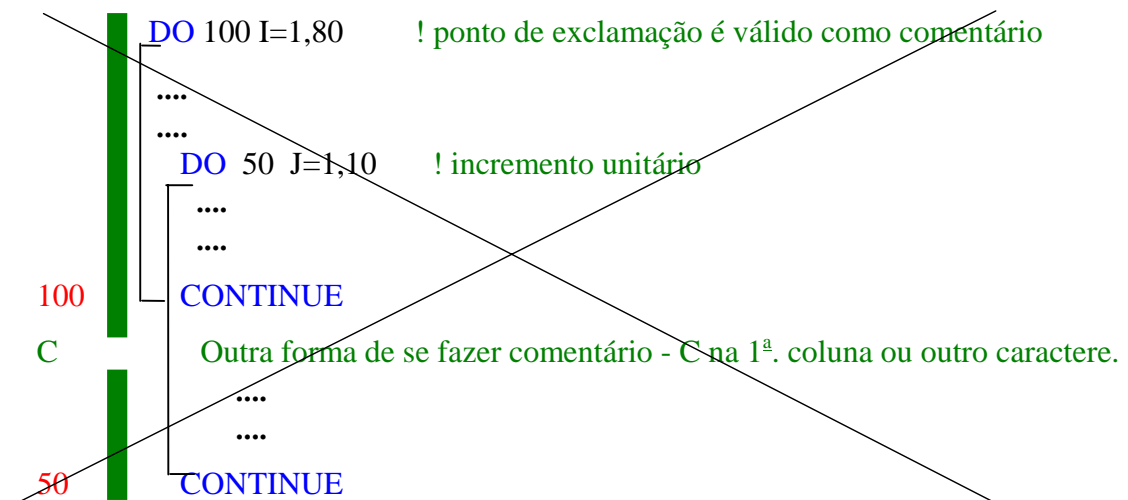 DO 100 I=1,80 ! ponto de exclamação é válido como comentário
....
....
DO 50 J=1,10 ! incremento unitário
....
....
100 CONTINUE
C Outra forma de se fazer comentário - C na 1ª. coluna ou outro caractere.
....
....
50 CONTINUE